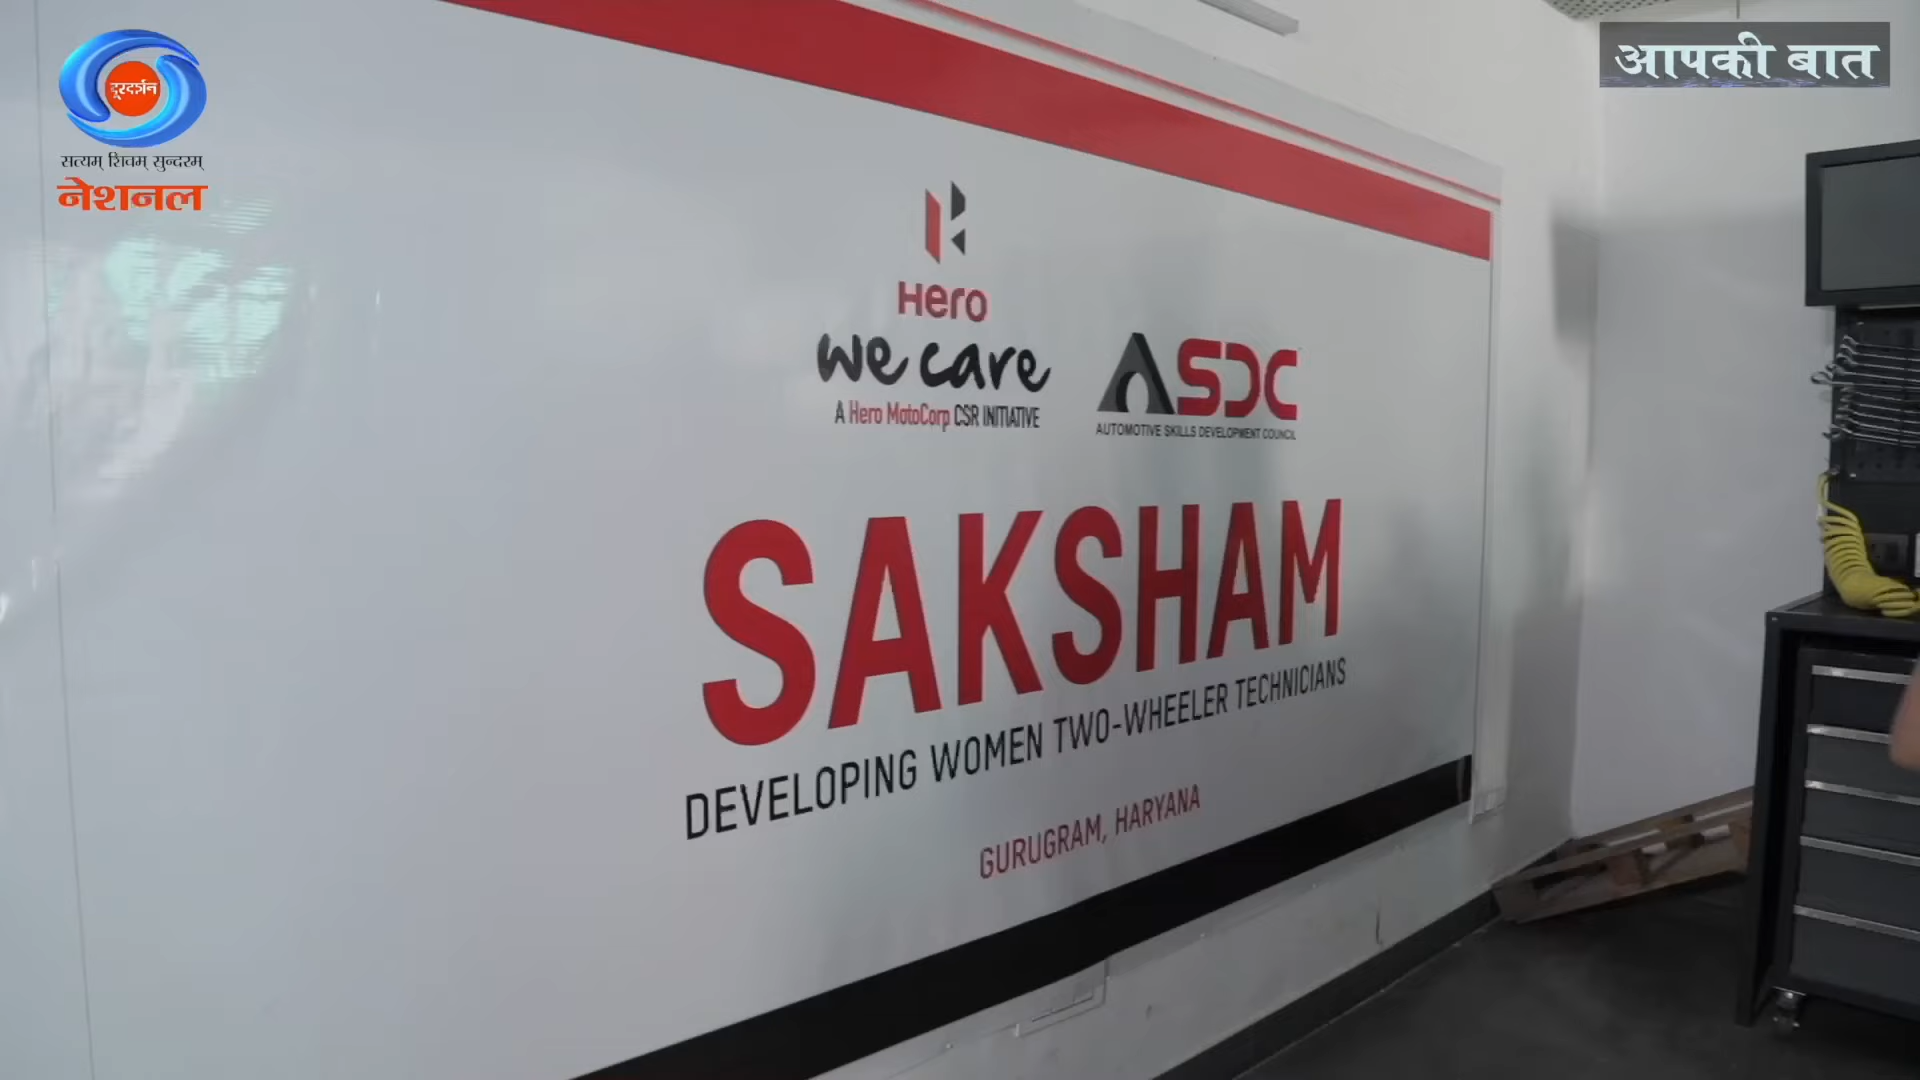 दूरदर्शन
सत्यम् शिवम् सुन्दरम्
नेशनल
आपकी बात
Hero
we care
A Hero MotoCorp CSR INITIATIVE
ASDC
AUTOMOTIVE SKILLS DEVELOPMENT COUNCIL
SAKSHAM
DEVELOPING WOMEN TWO-WHEELER TECHNICIANS
GURUGRAM, HARYANA